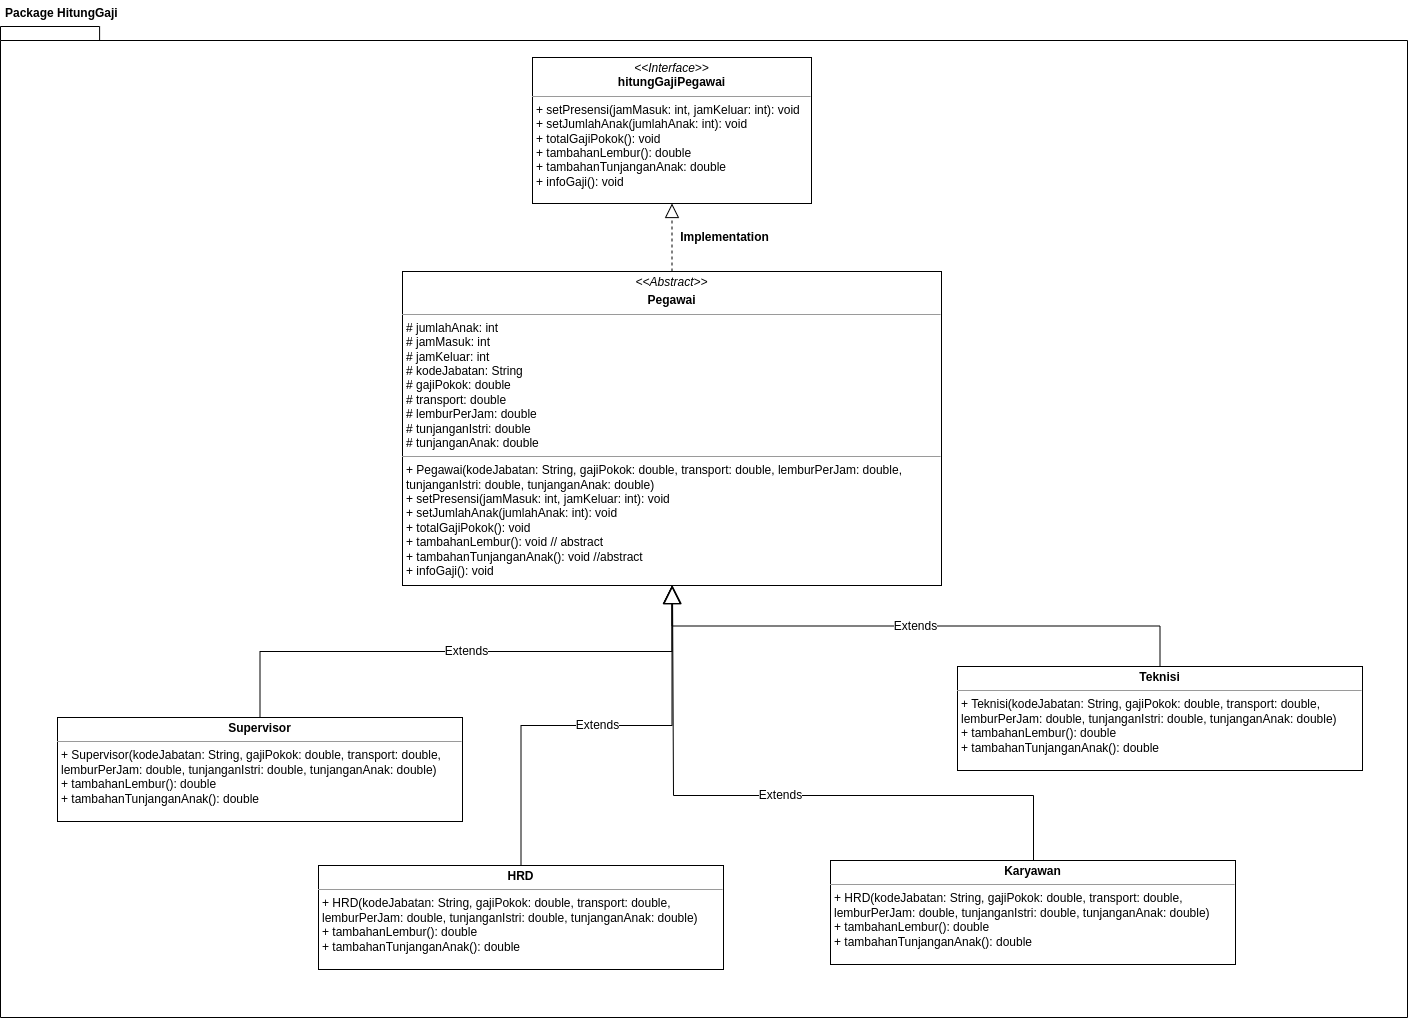 Package HitungGaji
<<Interface>>
hitungGajiPegawai
+ setPresensi(jamMasuk: int, jamKeluar: int): void
+ setJumlahAnak(jumlahAnak: int): void
+ totalGajiPokok(): void
+ tambahanLembur(): double
+ tambahanTunjanganAnak: double
+ infoGaji(): void
Implementation
<<Abstract>>
Pegawai
# jumlahAnak: int
# jamMasuk: int
# jamKeluar: int
# kodeJabatan: String
# gajiPokok: double
# transport: double
# lemburPerJam: double
# tunjanganIstri: double
# tunjanganAnak: double
+ Pegawai(kodeJabatan: String, gajiPokok: double, transport: double, lemburPerJam: double,
tunjanganIstri: double, tunjanganAnak: double)
+ setPresensi(jamMasuk: int, jamKeluar: int): void
+ setJumlahAnak(jumlahAnak: int): void
+ totalGajiPokok(): void
+ tambahanLembur(): void // abstract
+ tambahanTunjanganAnak(): void //abstract
+ infoGaji(): void
Extends
Extends
Extends
Extends
Teknisi
+ Teknisi(kodeJabatan: String, gajiPokok: double, transport: double,
lemburPerJam: double, tunjanganIstri: double, tunjanganAnak: double)
+ tambahanLembur(): double
+ tambahanTunjanganAnak(): double
Supervisor
+ Supervisor(kodeJabatan: String, gajiPokok: double, transport: double,
lemburPerJam: double, tunjanganIstri: double, tunjanganAnak: double)
+ tambahanLembur(): double
+ tambahanTunjanganAnak(): double
HRD
+ HRD(kodeJabatan: String, gajiPokok: double, transport: double,
lemburPerJam: double, tunjanganIstri: double, tunjanganAnak: double)
+ tambahanLembur(): double
+ tambahanTunjanganAnak(): double
Karyawan
+ HRD(kodeJabatan: String, gajiPokok: double, transport: double,
lemburPerJam: double, tunjanganIstri: double, tunjanganAnak: double)
+ tambahanLembur(): double
+ tambahanTunjanganAnak(): double